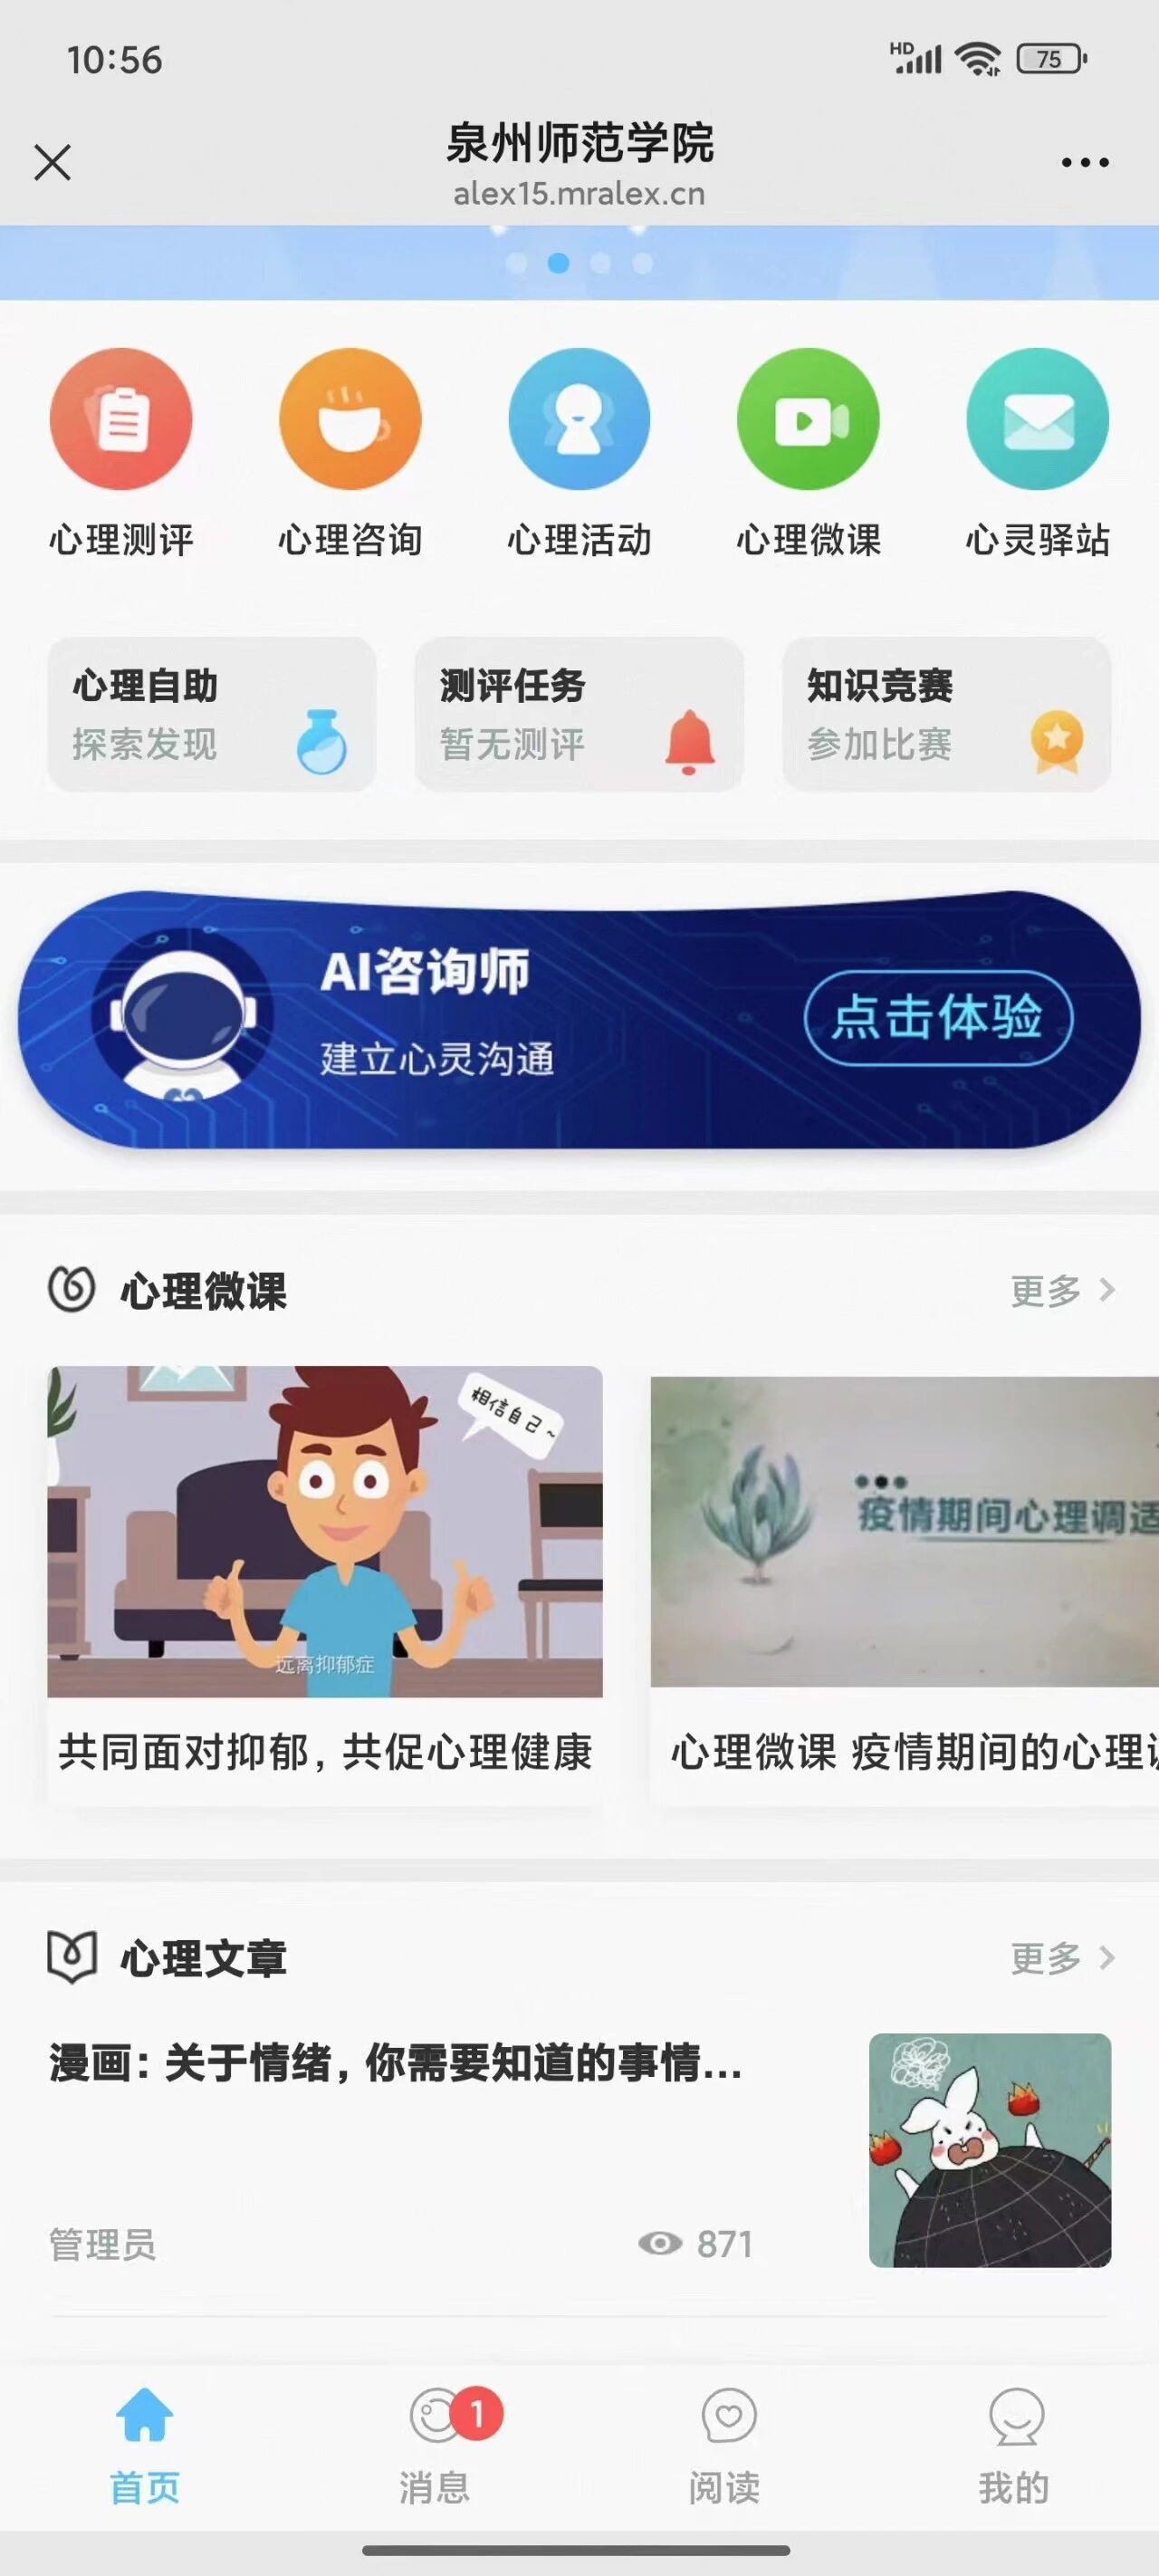 10:56
HD
75
泉州师范学院
alex15.mralex.cn
心理测评
心理咨询
心理活动
心理微课
心灵驿站
心理自助
探索发现
测评任务
暂无测评
知识竞赛
参加比赛
AI咨询师
建立心灵沟通
点击体验
心理微课
更多
相信自己~
远离抑郁症
疫情期间心理调适
共同面对抑郁，共促心理健康
心理微课 疫情期间的心理
心理文章
更多
漫画：关于情绪，你需要知道的事情...
管理员
871
1
首页
消息
阅读
我的